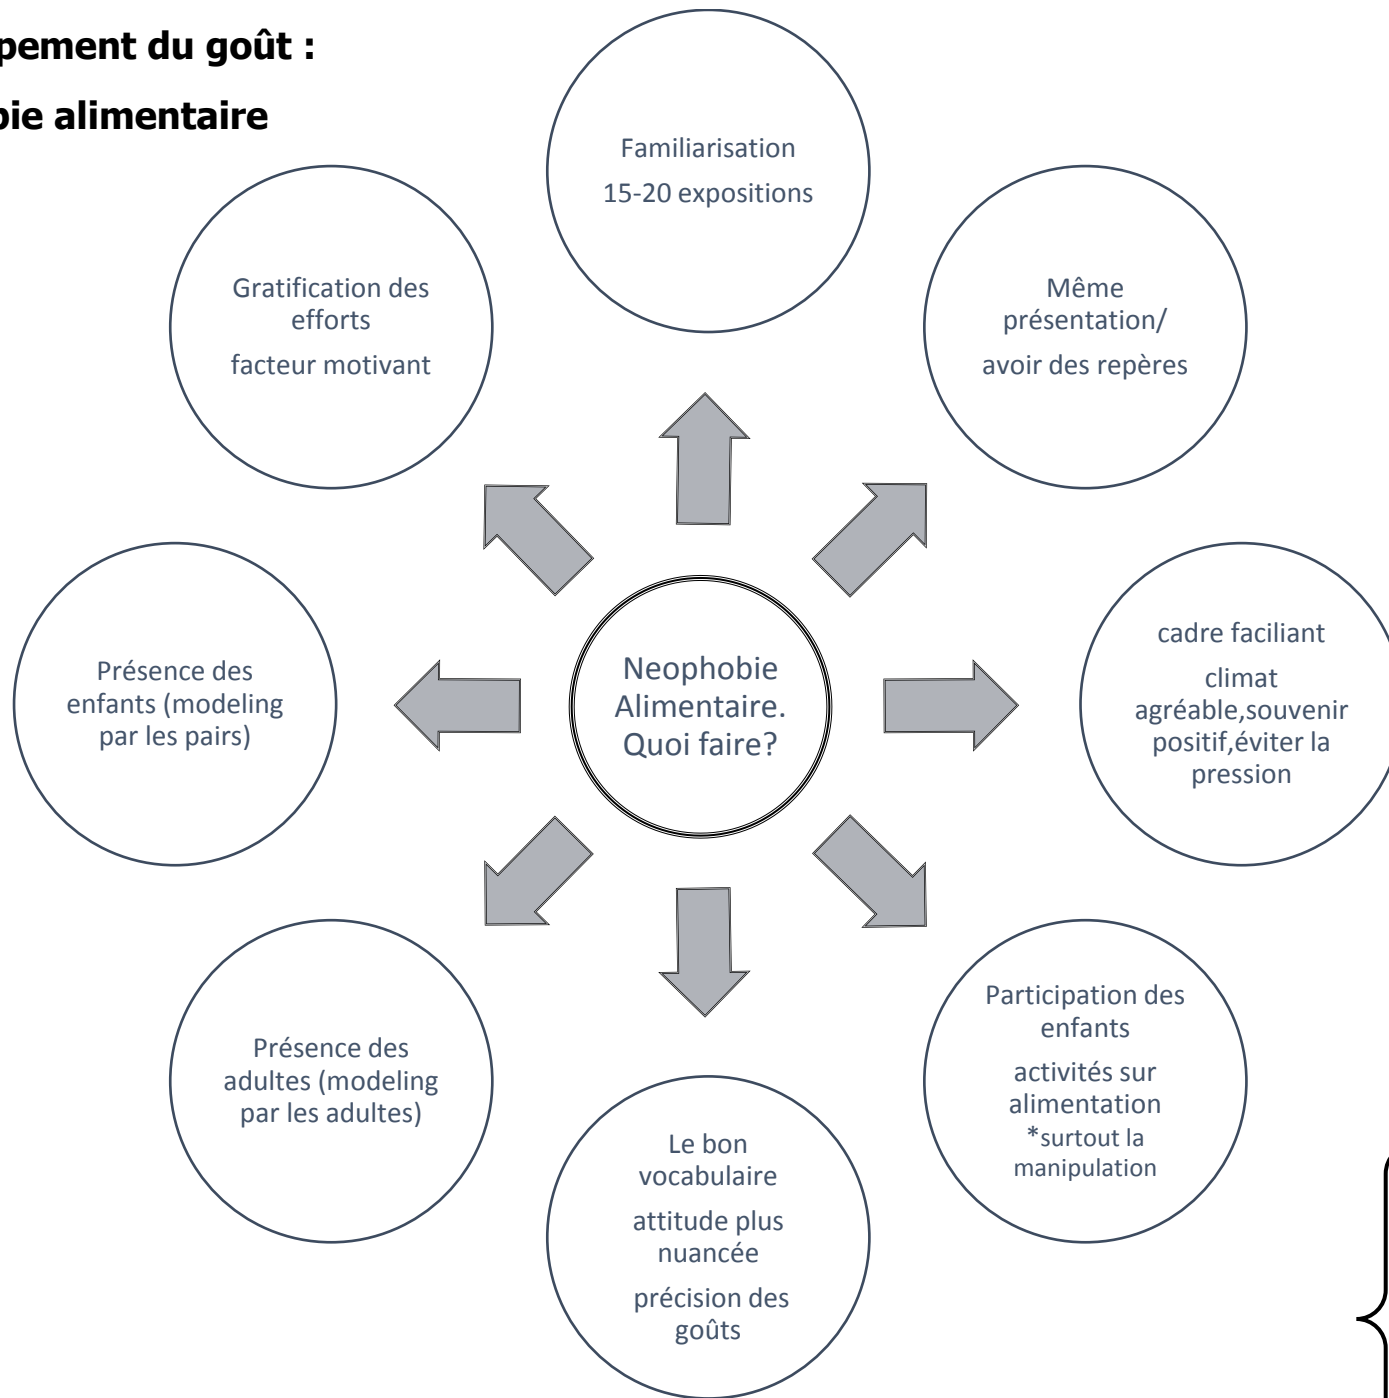 pement du goût :
bie alimentaire
Familiarisation
15-20 expositions
Même
présentation/
avoir des repères
cadre faciliant
climat
agréable,souvenir
positif,éviter la
pression
Participation des
enfants
activités sur
alimentation
*surtout la
manipulation
Le bon
vocabulaire
attitude plus
nuancée
précision des
goûts
Présence des
adultes (modeling
par les adultes)
Présence des
enfants (modeling
par les pairs)
Gratification des
efforts
facteur motivant
Neophobie
Alimentaire.
Quoi faire?